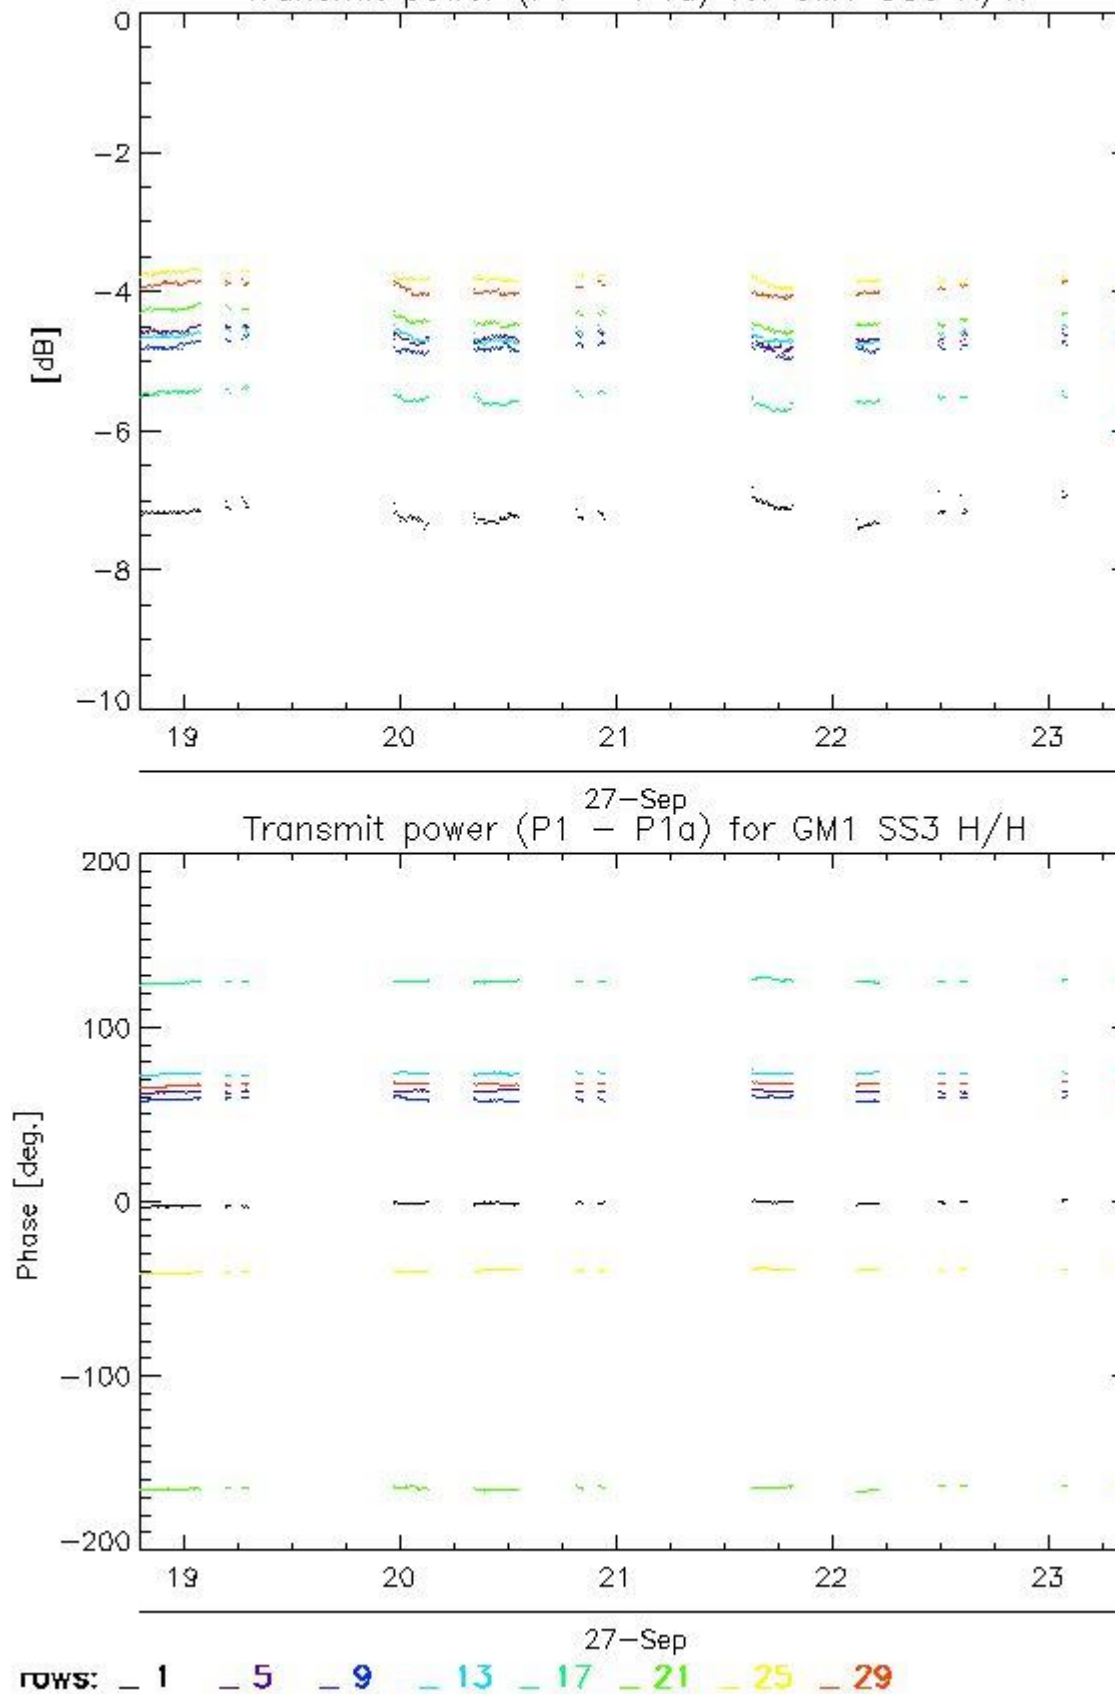 0
−2
−4
−6
−8
−10
[dB]
19 20 21 22 23
27−Sep
Transmit power (P1 − P1a) for GM1 SS3 H/H
200
100
0
−100
−200
Phase [deg.]
19 20 21 22 23
27−Sep
rows: _ 1 _ 5 _ 9 _ 13 _ 17 _ 21 _ 25 _ 29